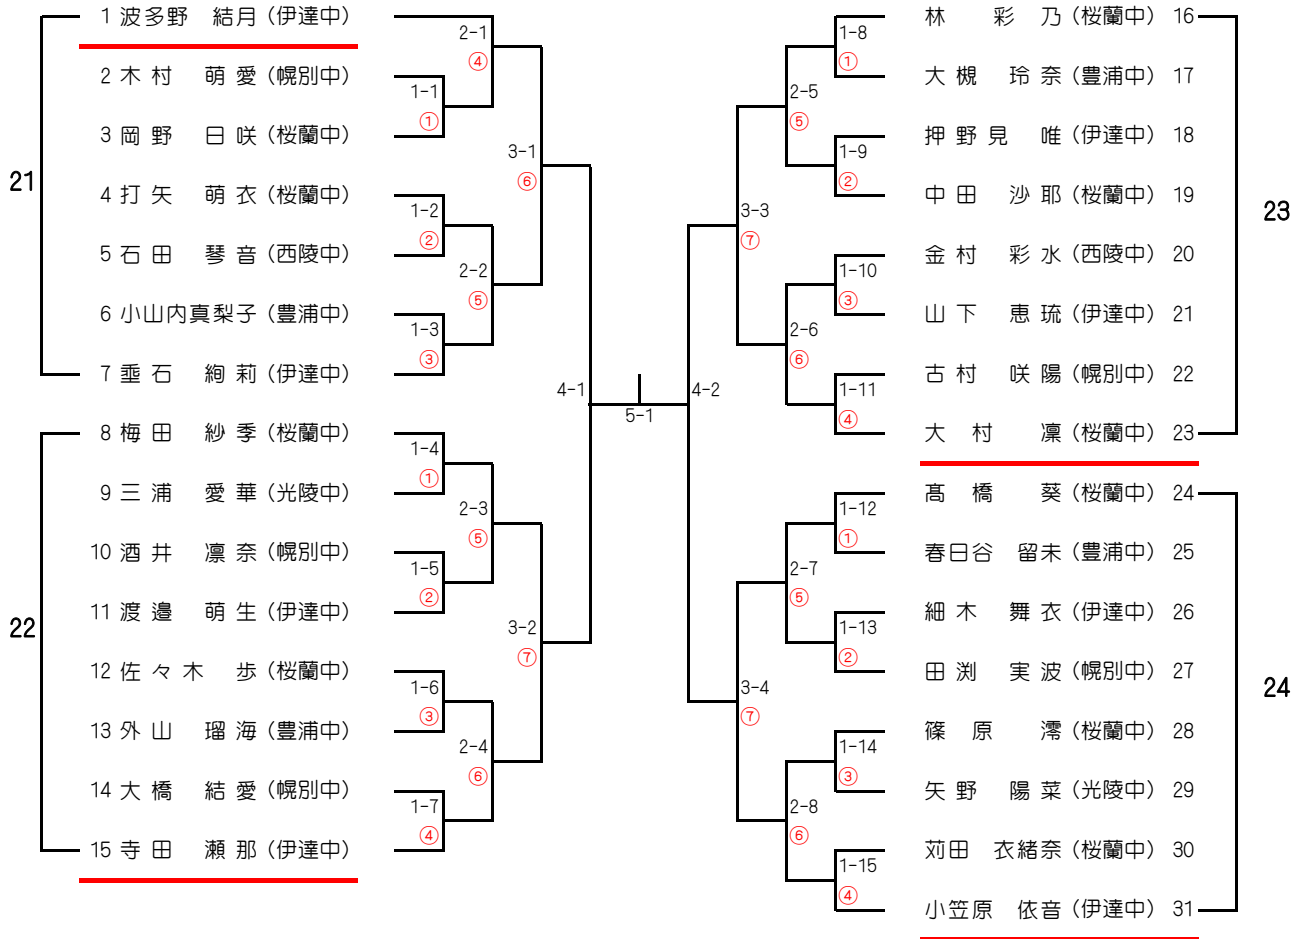 1 波多野 結月 (伊達中)
2 木村 萌愛 (幌別中)
3 岡野 日咲 (桜蘭中)
4 打矢 萌衣 (桜蘭中)
5 石田 琴音 (西陵中)
6 小山内真梨子 (豊浦中)
7 垂石 絢莉 (伊達中)
21
8 梅田 紗季 (桜蘭中)
9 三浦 愛華 (光陵中)
10 酒井 凛奈 (幌別中)
11 渡邉 萌生 (伊達中)
12 佐々木 歩 (桜蘭中)
13 外山 瑠海 (豊浦中)
14 大橋 結愛 (幌別中)
15 寺田 瀬那 (伊達中)
22
1-1 ①
1-2 ②
1-3 ③
1-4 ①
1-5 ②
1-6 ③
1-7 ④
2-1 ④
2-2 ⑤
2-3 ⑤
2-4 ⑥
3-1 ⑥
3-2 ⑦
4-1
5-1
4-2
3-3 ⑦
3-4 ⑦
2-5 ⑤
2-6 ⑥
2-7 ⑤
2-8 ⑥
1-8 ①
1-9 ②
1-10 ③
1-11 ④
1-12 ①
1-13 ②
1-14 ③
1-15 ④
林 彩乃 (桜蘭中) 16
大槻 玲奈 (豊浦中) 17
押野見 唯 (伊達中) 18
中田 沙耶 (桜蘭中) 19
金村 彩水 (西陵中) 20
山下 恵琉 (伊達中) 21
古村 咲陽 (幌別中) 22
大村 凜 (桜蘭中) 23
23
髙橋 葵 (桜蘭中) 24
春日谷 留未 (豊浦中) 25
細木 舞衣 (伊達中) 26
田渕 実波 (幌別中) 27
篠原 澪 (桜蘭中) 28
矢野 陽菜 (光陵中) 29
苅田 衣緒奈 (桜蘭中) 30
小笠原 依音 (伊達中) 31
24